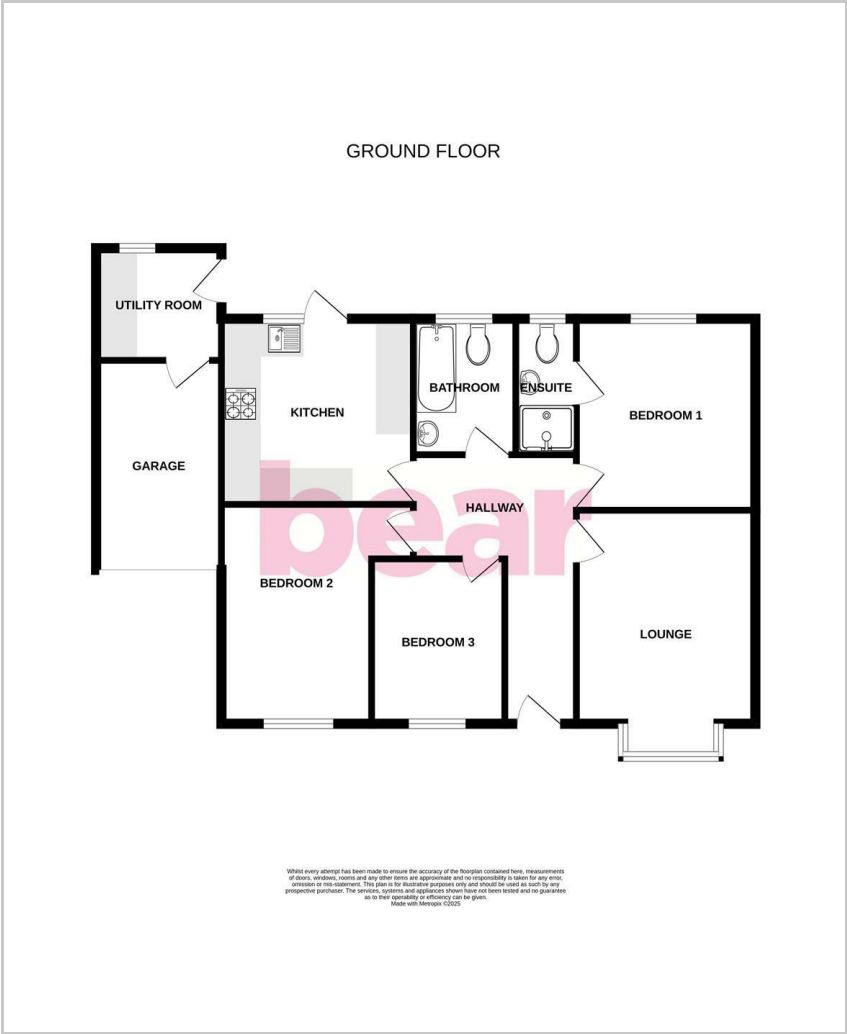 GROUND FLOOR
UTILITY ROOM
BATHROOM
ENSUITE
KITCHEN
BEDROOM 1
GARAGE
HALLWAY
bear
BEDROOM 2
LOUNGE
BEDROOM 3
Whilst every attempt has been made to ensure the accuracy of the floorplan contained here, measurements
of doors, windows, rooms and any other items are approximate and no responsibility is taken for any error,
omission or mis-statement. This plan is for illustrative purposes only and should be used as such by any
prospective purchaser. The services, systems and appliances shown have not been tested and no guarantee
as to their operability or efficiency can be given.
Made with Metropix ©2025